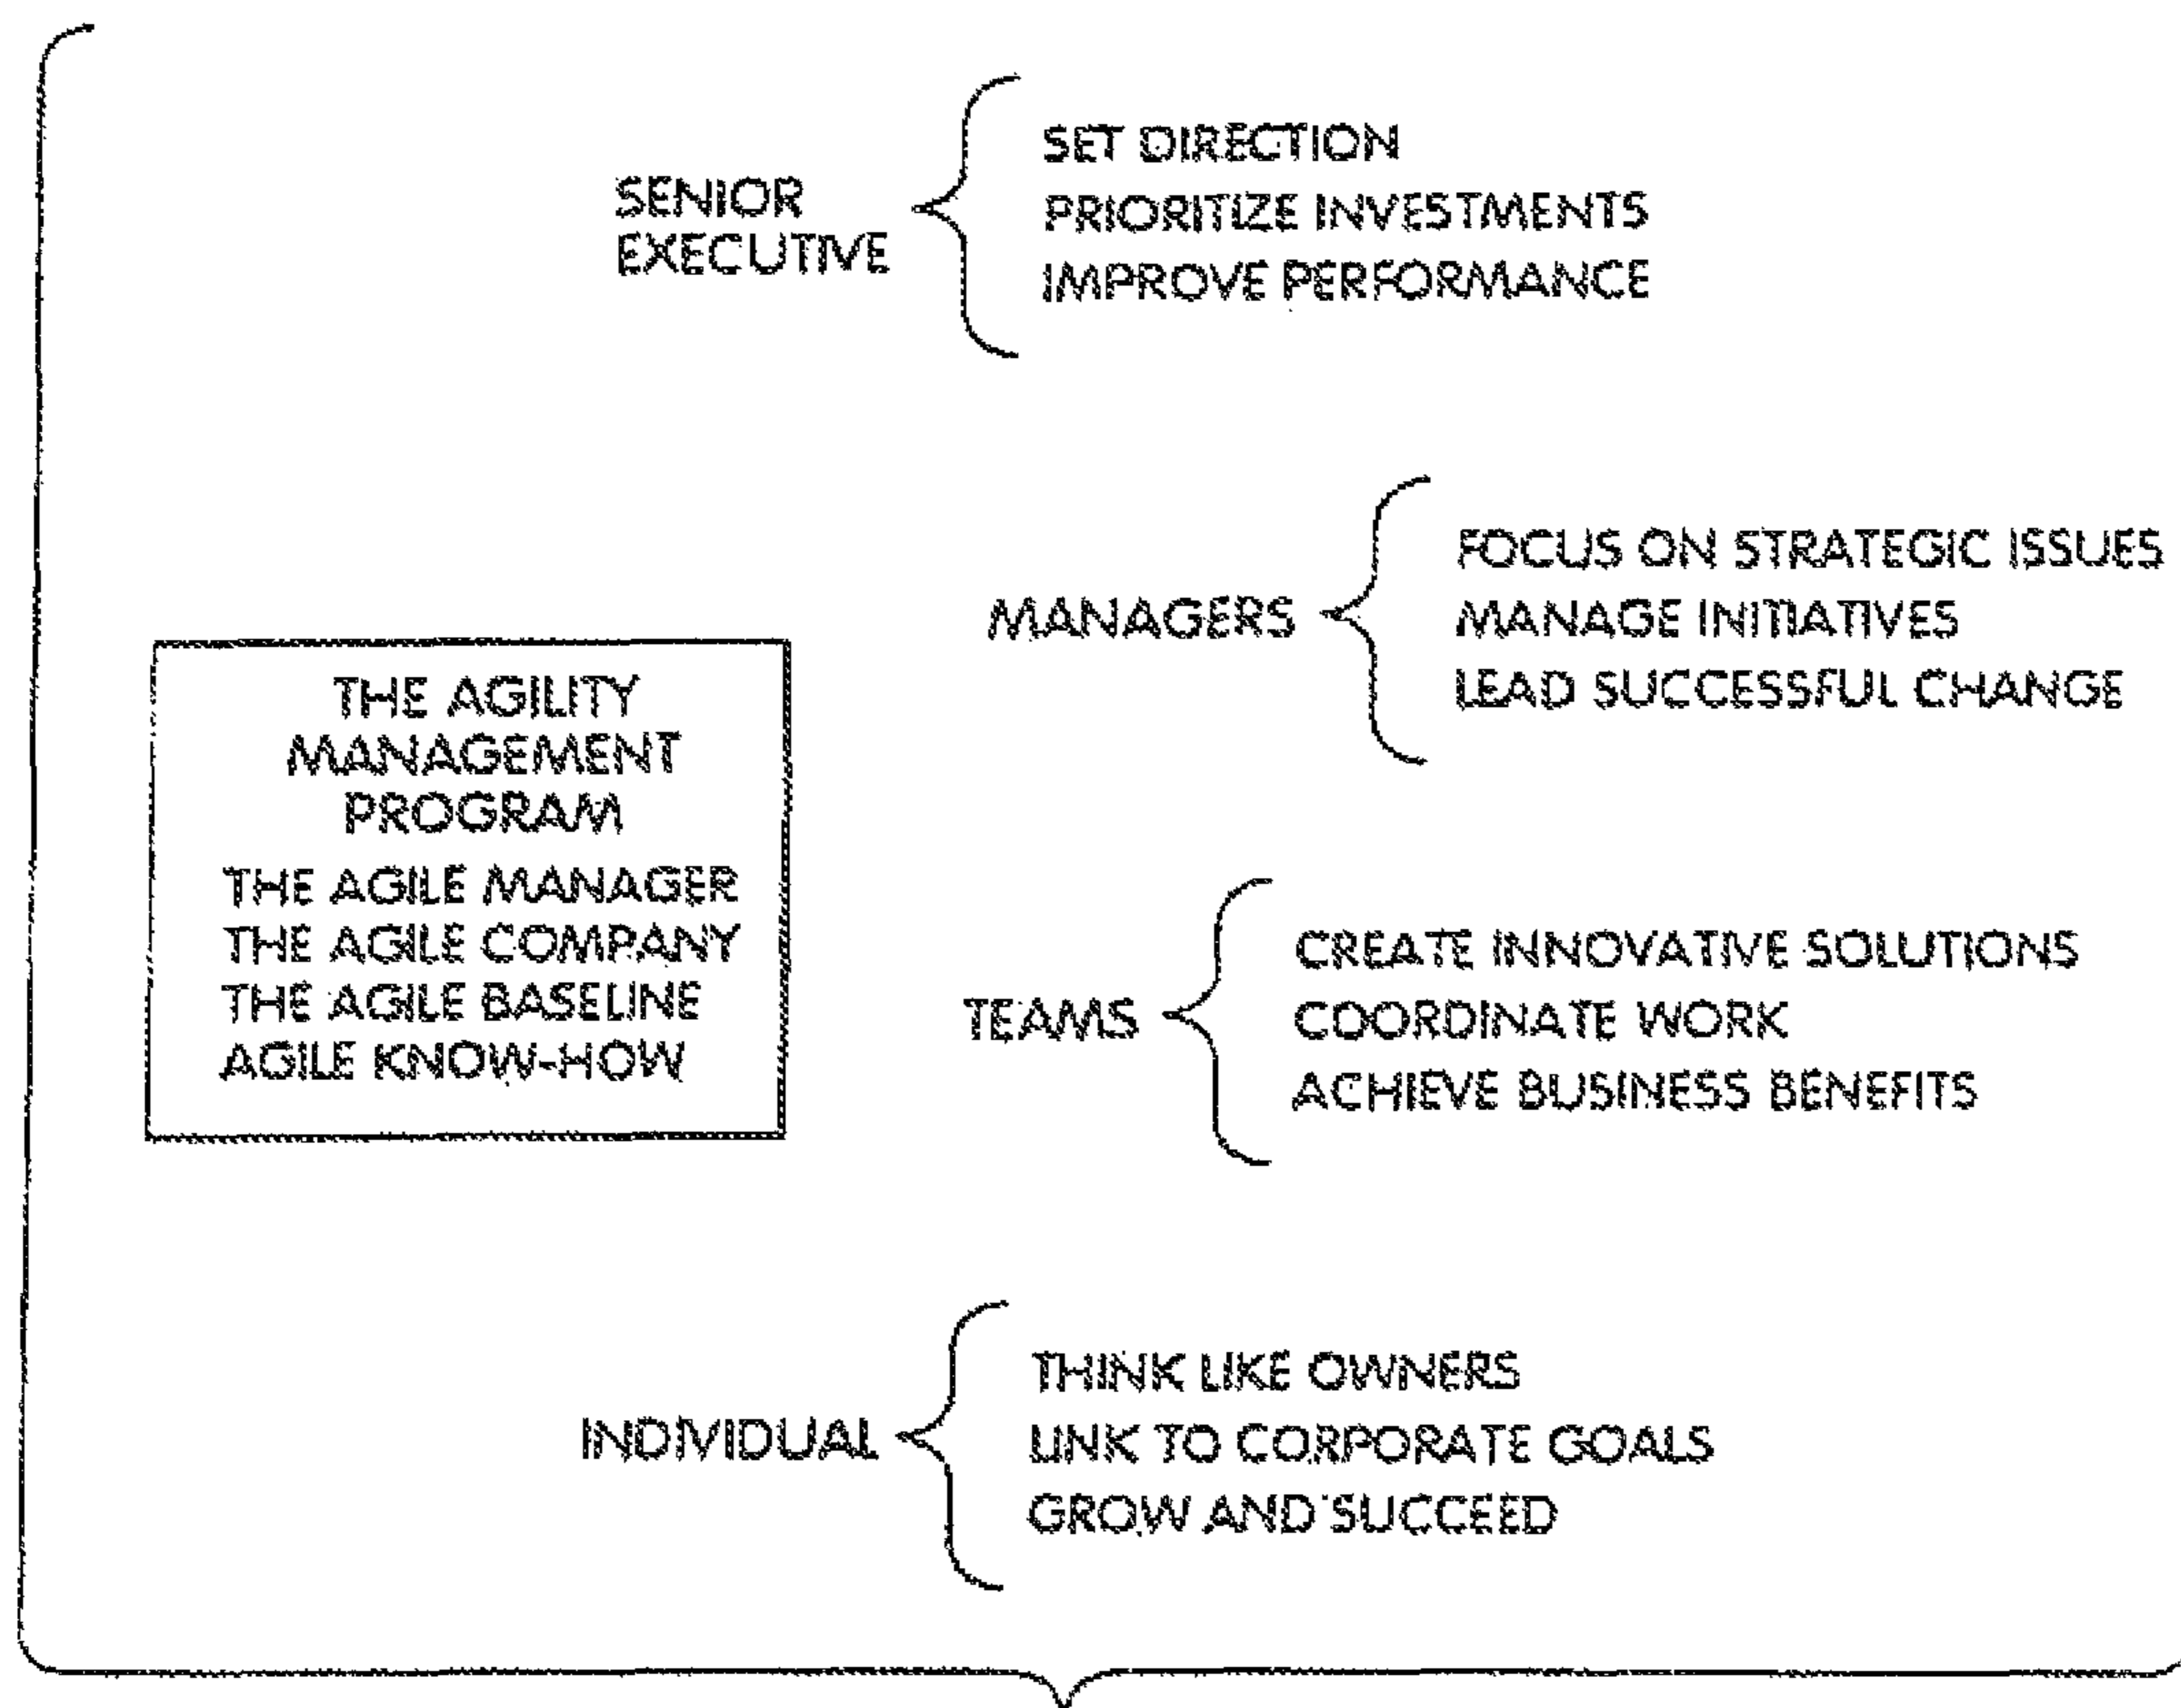 SENIOR
EXECUTIVE
SET DIRECTION
PRIORITIZE INVESTMENTS
IMPROVE PERFORMANCE
MANAGERS
FOCUS ON STRATEGIC ISSUES
MANAGE INITIATIVES
LEAD SUCCESSFUL CHANGE
THE AGILITY
MANAGEMENT
PROGRAM
THE AGILE MANAGER
THE AGILE COMPANY
THE AGILE BASELINE
AGILE KNOW-HOW
TEAMS
CREATE INNOVATIVE SOLUTIONS
COORDINATE WORK
ACHIEVE BUSINESS BENEFITS
INDIVIDUAL
THINK LIKE OWNERS
LINK TO CORPORATE GOALS
GROW AND SUCCEED